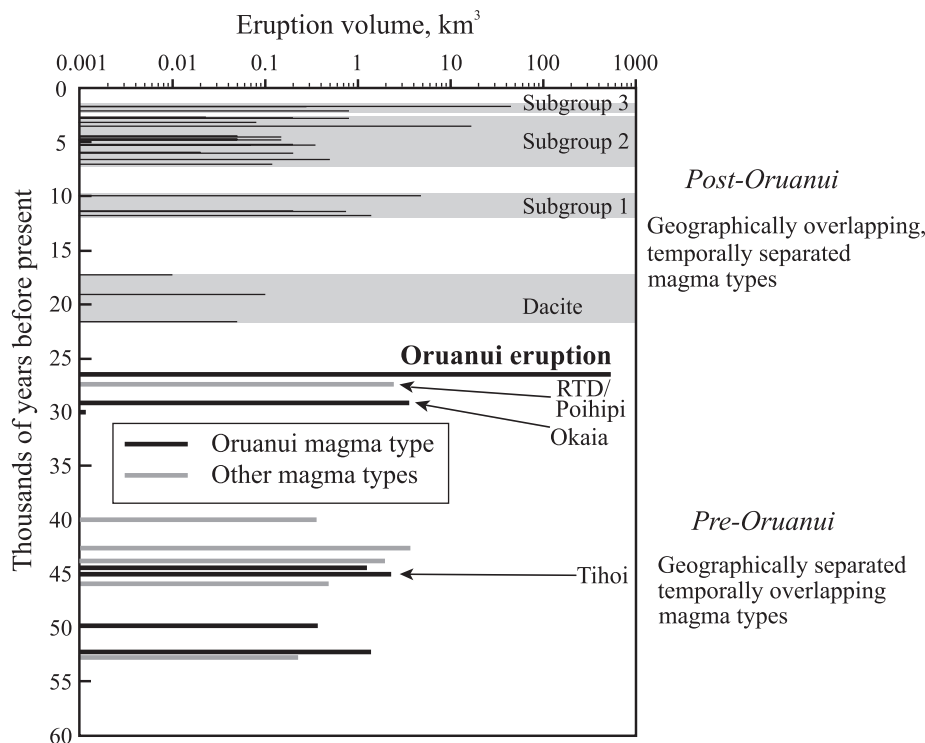 Eruption volume, km³
0.001 0.01 0.1 1 10 100 1000
0
Subgroup 3
Subgroup 2
5
Post-Oruanui
10
Subgroup 1
Geographically overlapping,
temporally separated
magma types
15
20
Dacite
25
Oruanui eruption
RTD/
Poihipi
30
Okaia
Oruanui magma type
Other magma types
35
40
Pre-Oruanui
45
Tihoi
Geographically separated
temporally overlapping
magma types
50
55
60
Thousands of years before present